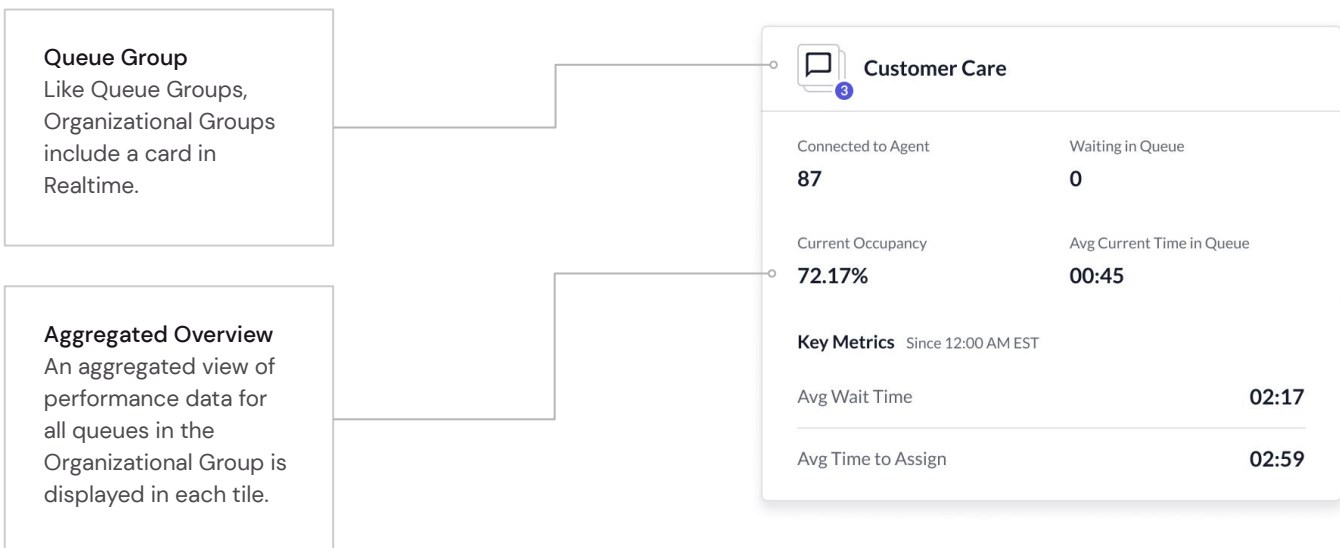 Queue Group
Like Queue Groups,
Organizational Groups
include a card in
Realtime.
Aggregated Overview
An aggregated view of
performance data for
all queues in the
Organizational Group is
displayed in each tile.
3
Customer Care
Connected to Agent
Waiting in Queue
87
0
Current Occupancy
Avg Current Time in Queue
72.17%
00:45
Key Metrics Since 12:00 AM EST
Avg Wait Time 02:17
Avg Time to Assign 02:59